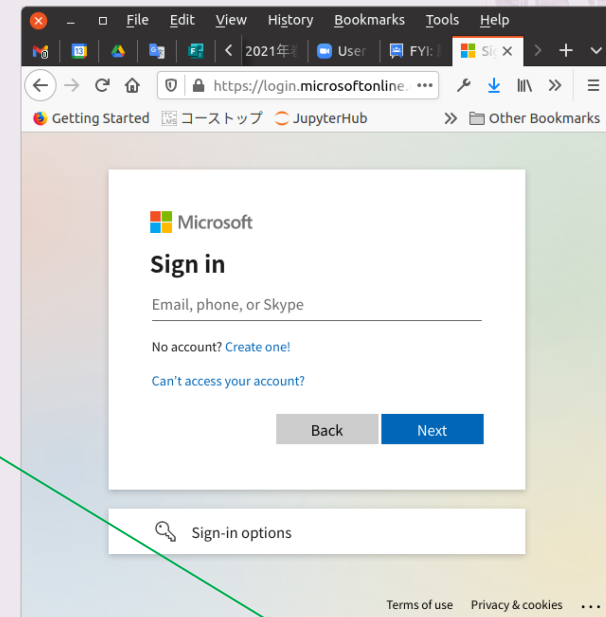 File Edit View History Bookmarks Tools Help
13 2021年 User FYI: Sig
https://login.microsoftonline.
Getting Started コーストップ JupyterHub Other Bookmarks
Microsoft
Sign in
Email, phone, or Skype
No account? Create one!
Can't access your account?
Back Next
Sign-in options
Terms of use Privacy & cookies